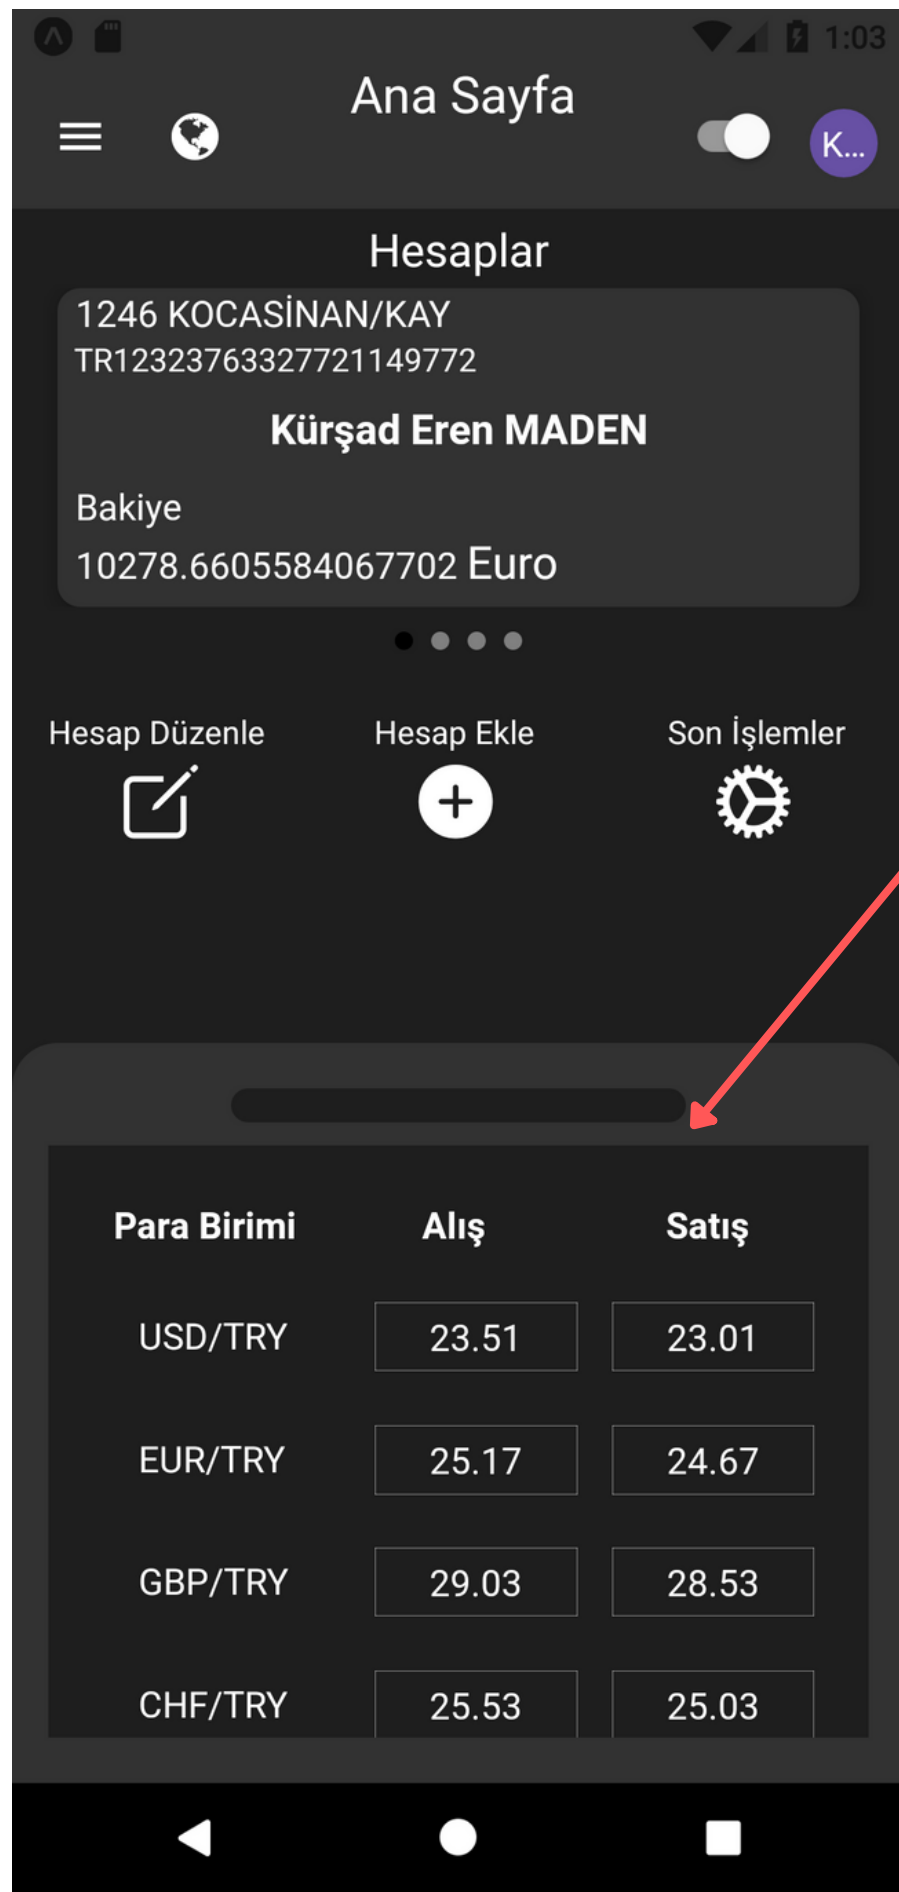 1:03
Ana Sayfa
K...
Hesaplar
1246 KOCASİNAN/KAY
TR12323763327721149772
Kürşad Eren MADEN
Bakiye
10278.6605584067702 Euro
Hesap Düzenle Hesap Ekle Son İşlemler
Para Birimi Alış Satış
USD/TRY 23.51 23.01
EUR/TRY 25.17 24.67
GBP/TRY 29.03 28.53
CHF/TRY 25.53 25.03